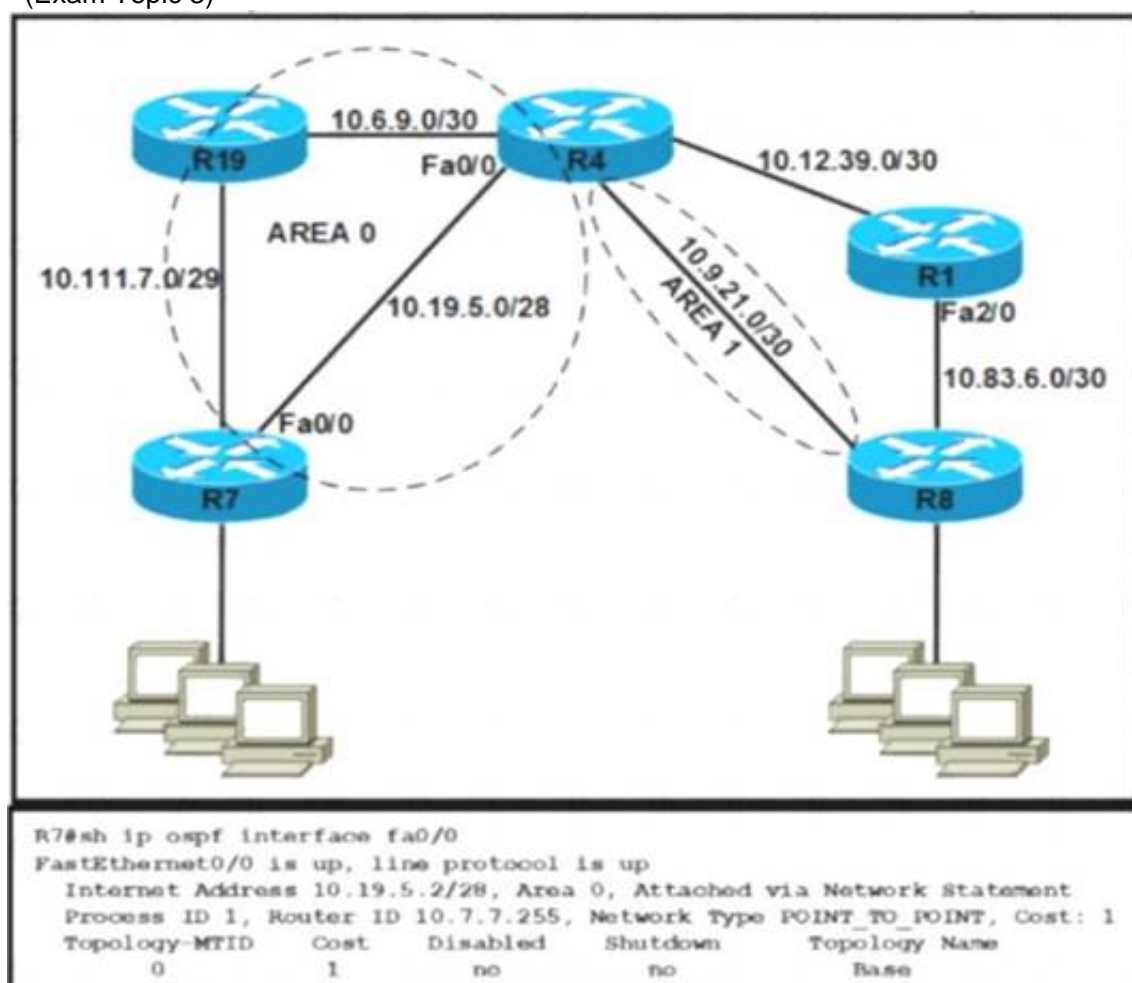 (Exam Topic 3)
10.6.9.0/30
R19
R4
Fa0/0
10.12.39.0/30
AREA 0
R1
10.111.7.0/29
10.19.5.0/28
10.9.21.0/30
AREA 1
Fa2/0
10.83.6.0/30
Fa0/0
R7
R8
R7#sh ip ospf interface fa0/0
FastEthernet0/0 is up, line protocol is up
Internet Address 10.19.5.2/28, Area 0, Attached via Network Statement
Process ID 1, Router ID 10.7.7.255, Network Type POINT_TO_POINT, Cost: 1
Topology-MTID Cost Disabled Shutdown Topology Name
0 1 no no Base